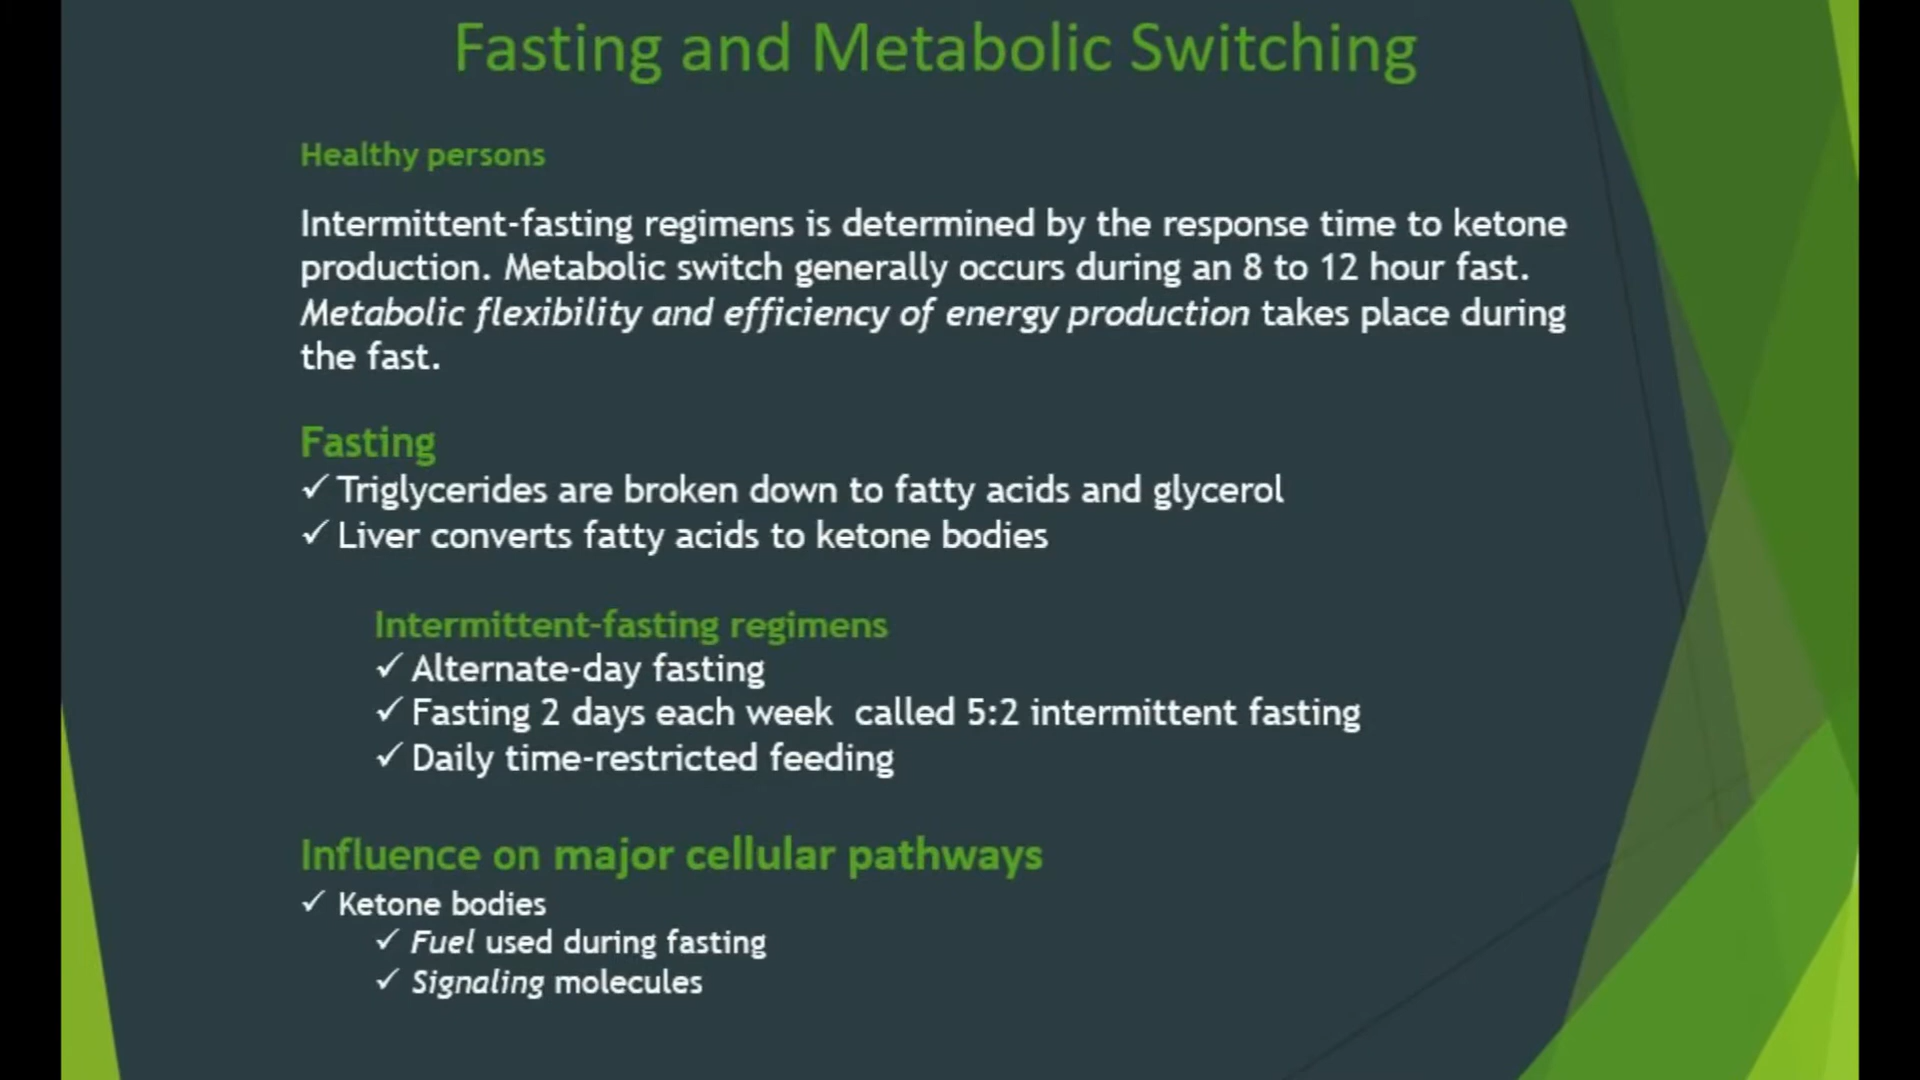 Fasting and Metabolic Switching
Healthy persons
Intermittent-fasting regimens is determined by the response time to ketone
production. Metabolic switch generally occurs during an 8 to 12 hour fast.
Metabolic flexibility and efficiency of energy production takes place during
the fast.
Fasting
✓ Triglycerides are broken down to fatty acids and glycerol
✓ Liver converts fatty acids to ketone bodies
Intermittent-fasting regimens
✓ Alternate-day fasting
✓ Fasting 2 days each week  called 5:2 intermittent fasting
✓ Daily time-restricted feeding
Influence on major cellular pathways
✓ Ketone bodies
✓ Fuel used during fasting
✓ Signaling molecules